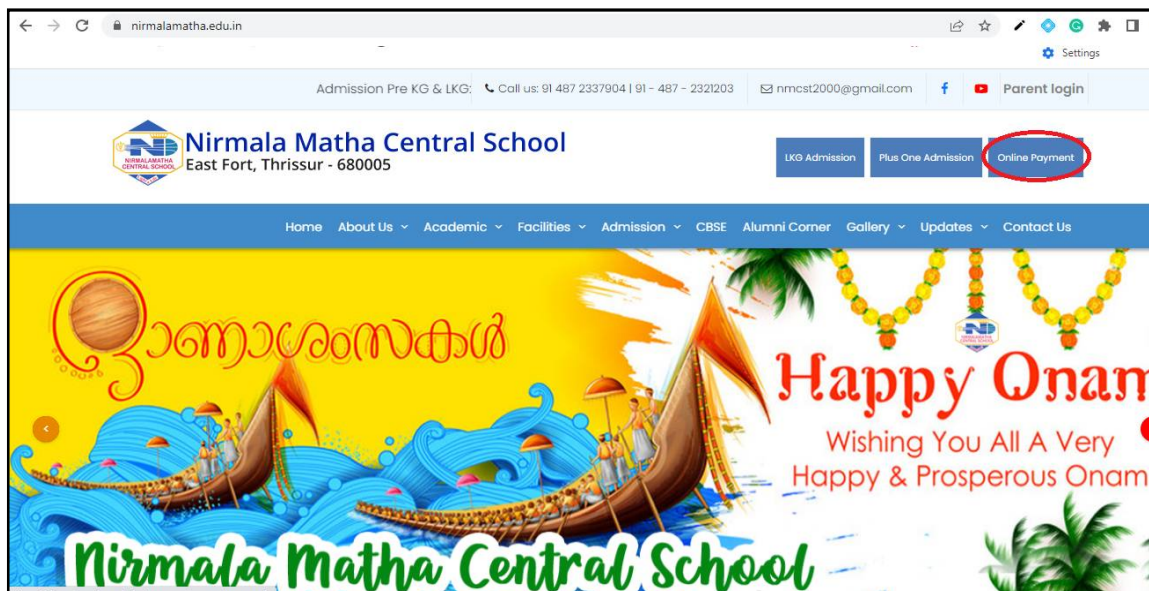 nirmalamatha.edu.in
Settings
Admission Pre KG & LKG: Call us: 91 487 2337904 | 91 - 487 - 2321203 nmcst2000@gmail.com Parent login
NIRMALAMATHA
CENTRAL SCHOOL
Nirmala Matha Central School
East Fort, Thrissur - 680005
LKG Admission Plus One Admission Online Payment
Home About Us Academic Facilities Admission CBSE Alumni Corner Gallery Updates Contact Us
ഓണാശംസകൾ
Happy Onam
Wishing You All A Very
Happy & Prosperous Onam
Nirmala Matha Central School